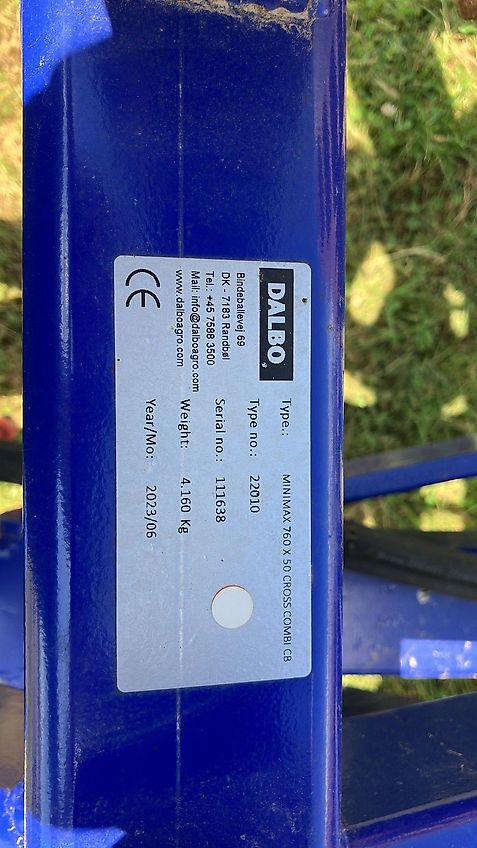 DALBO
Bindeballevej 69
DK - 7183 Randbøl
Tel.: +45 7588 3500
Mail: info@dalboagro.com
www.dalboagro.com
CE
Type.: MINIMAX 760 X 50 CROSS COMBI CB
Type no.: 22010
Serial no.: 111638
Weight: 4.160 Kg
Year/Mo.: 2023/06